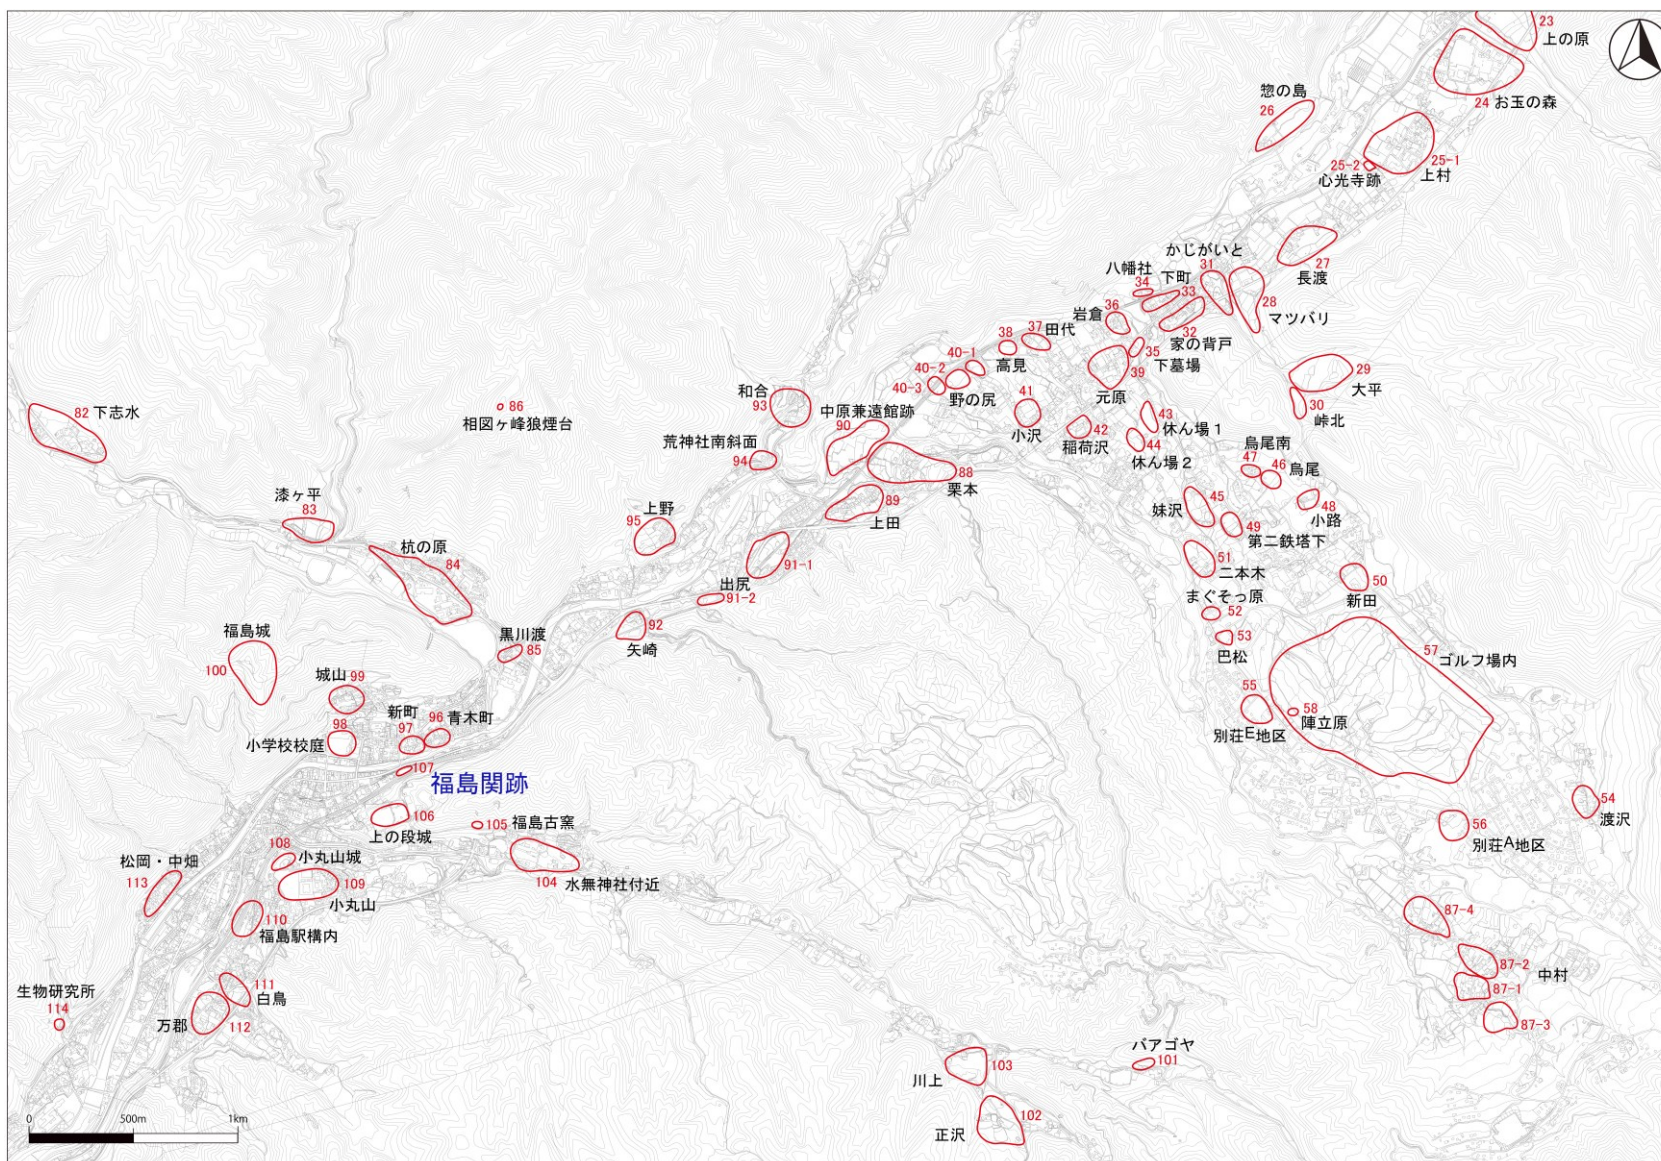 23
上の原
24 お玉の森
惣の島
26
25-2
25-1
心光寺跡
上村
27
長渡
かじがいと
31
28
マツバリ
八幡社
34
下町
33
32
家の背戸
岩倉
36
35
下墓場
37
田代
38
高見
39
元原
40-1
40-2
40-3
野の尻
41
小沢
42
稲荷沢
43
休ん場1
44
休ん場2
29
大平
30
峠北
烏尾南
47
46
烏尾
48
小路
45
妹沢
49
第二鉄塔下
51
二本木
50
新田
まぐそっ原
52
53
巴松
57
ゴルフ場内
55
別荘E地区
58
陣立原
54
渡沢
56
別荘A地区
87-4
87-2
中村
87-1
87-3
82 下志水
86
相図ヶ峰狼煙台
和合
93
中原兼遠館跡
90
荒神社南斜面
94
88
栗本
89
上田
上野
95
91-1
出尻
91-2
92
矢崎
漆ヶ平
83
杭の原
84
黒川渡
85
福島城
100
城山 99
98
小学校校庭
新町
97
96 青木町
107
福島関跡
106
上の段城
105 福島古窯
104
水無神社付近
108
小丸山城
109
小丸山
松岡・中畑
113
110
福島駅構内
111
白鳥
万郡
112
生物研究所
114
バアゴヤ
101
103
川上
102
正沢
0 500m 1km